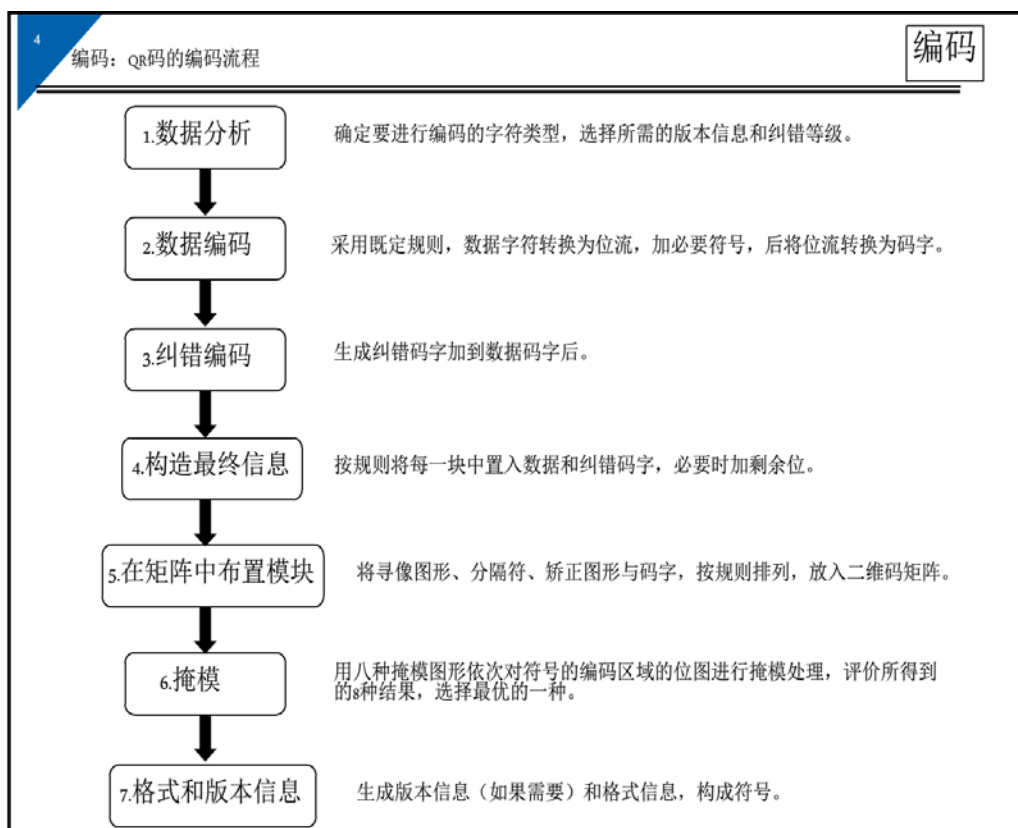 4
编码：QR码的编码流程
编码
1.数据分析
确定要进行编码的字符类型，选择所需的版本信息和纠错等级。
2.数据编码
采用既定规则，数据字符转换为位流，加必要符号，后将位流转换为码字。
3.纠错编码
生成纠错码字加到数据码字后。
4.构造最终信息
按规则将每一块中置入数据和纠错码字，必要时加剩余位。
5.在矩阵中布置模块
将寻像图形、分隔符、矫正图形与码字，按规则排列，放入二维码矩阵。
6.掩模
用八种掩模图形依次对符号的编码区域的位图进行掩模处理，评价所得到
的8种结果，选择最优的一种。
7.格式和版本信息
生成版本信息（如果需要）和格式信息，构成符号。